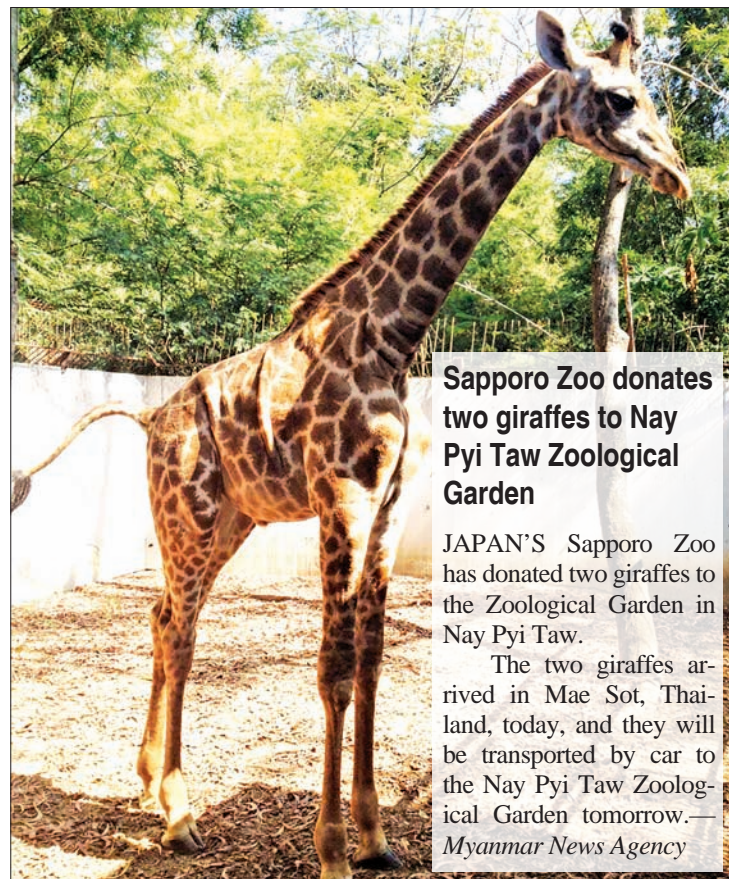 Sapporo Zoo donates
two giraffes to Nay
Pyi Taw Zoological
Garden
JAPAN'S Sapporo Zoo
has donated two giraffes to
the Zoological Garden in
Nay Pyi Taw.
The two giraffes ar-
rived in Mae Sot, Thai-
land, today, and they will
be transported by car to
the Nay Pyi Taw Zoolog-
ical Garden tomorrow.—
Myanmar News Agency